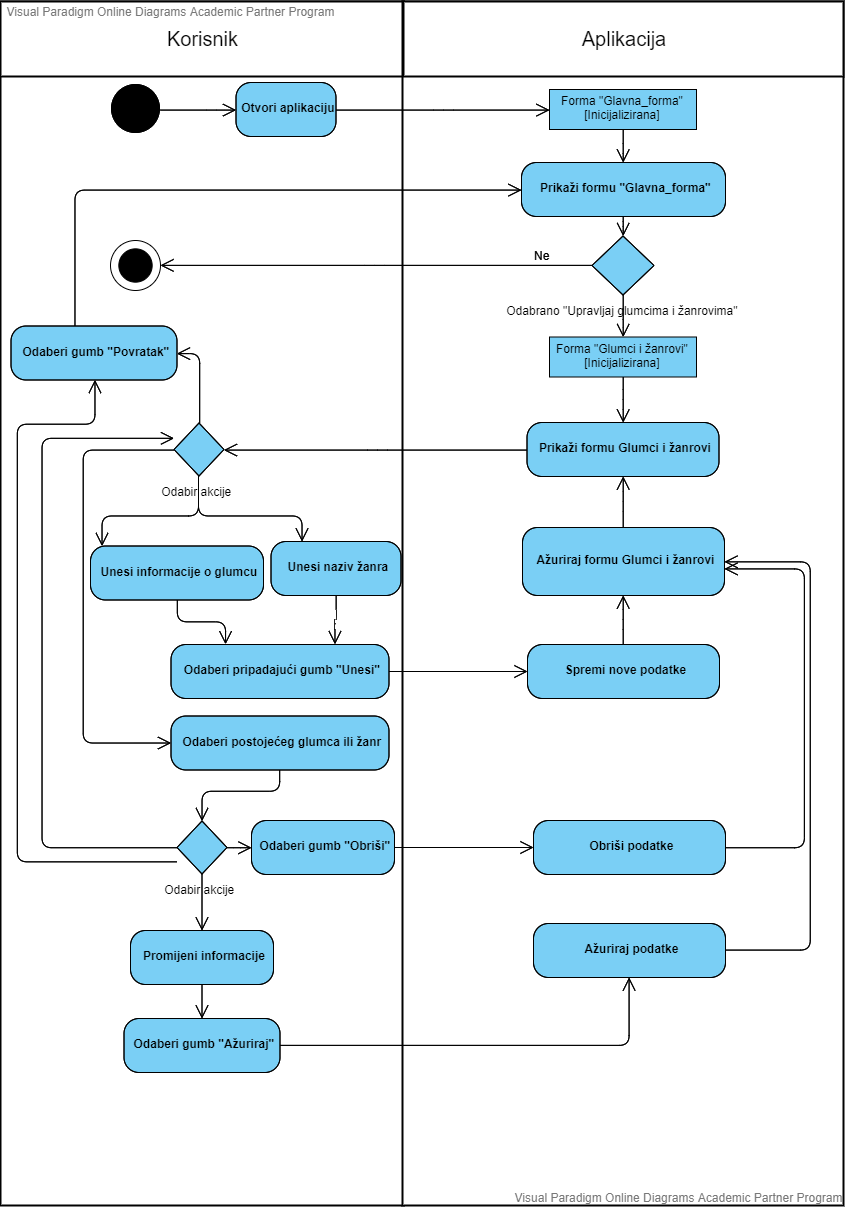 Visual Paradigm Online Diagrams Academic Partner Program
Korisnik
Aplikacija
Otvori aplikaciju
Forma "Glavna_forma"
[Inicijalizirana]
Prikaži formu "Glavna_forma"
Ne
Odabrano "Upravljaj glumcima i žanrovima"
Odaberi gumb "Povratak"
Forma "Glumci i žanrovi"
[Inicijalizirana]
Prikaži formu Glumci i žanrovi
Odabir akcije
Unesi informacije o glumcu
Unesi naziv žanra
Ažuriraj formu Glumci i žanrovi
Odaberi pripadajući gumb "Unesi"
Spremi nove podatke
Odaberi postojećeg glumca ili žanr
Odaberi gumb "Obriši"
Obriši podatke
Odabir akcije
Promijeni informacije
Ažuriraj podatke
Odaberi gumb "Ažuriraj"
Visual Paradigm Online Diagrams Academic Partner Program